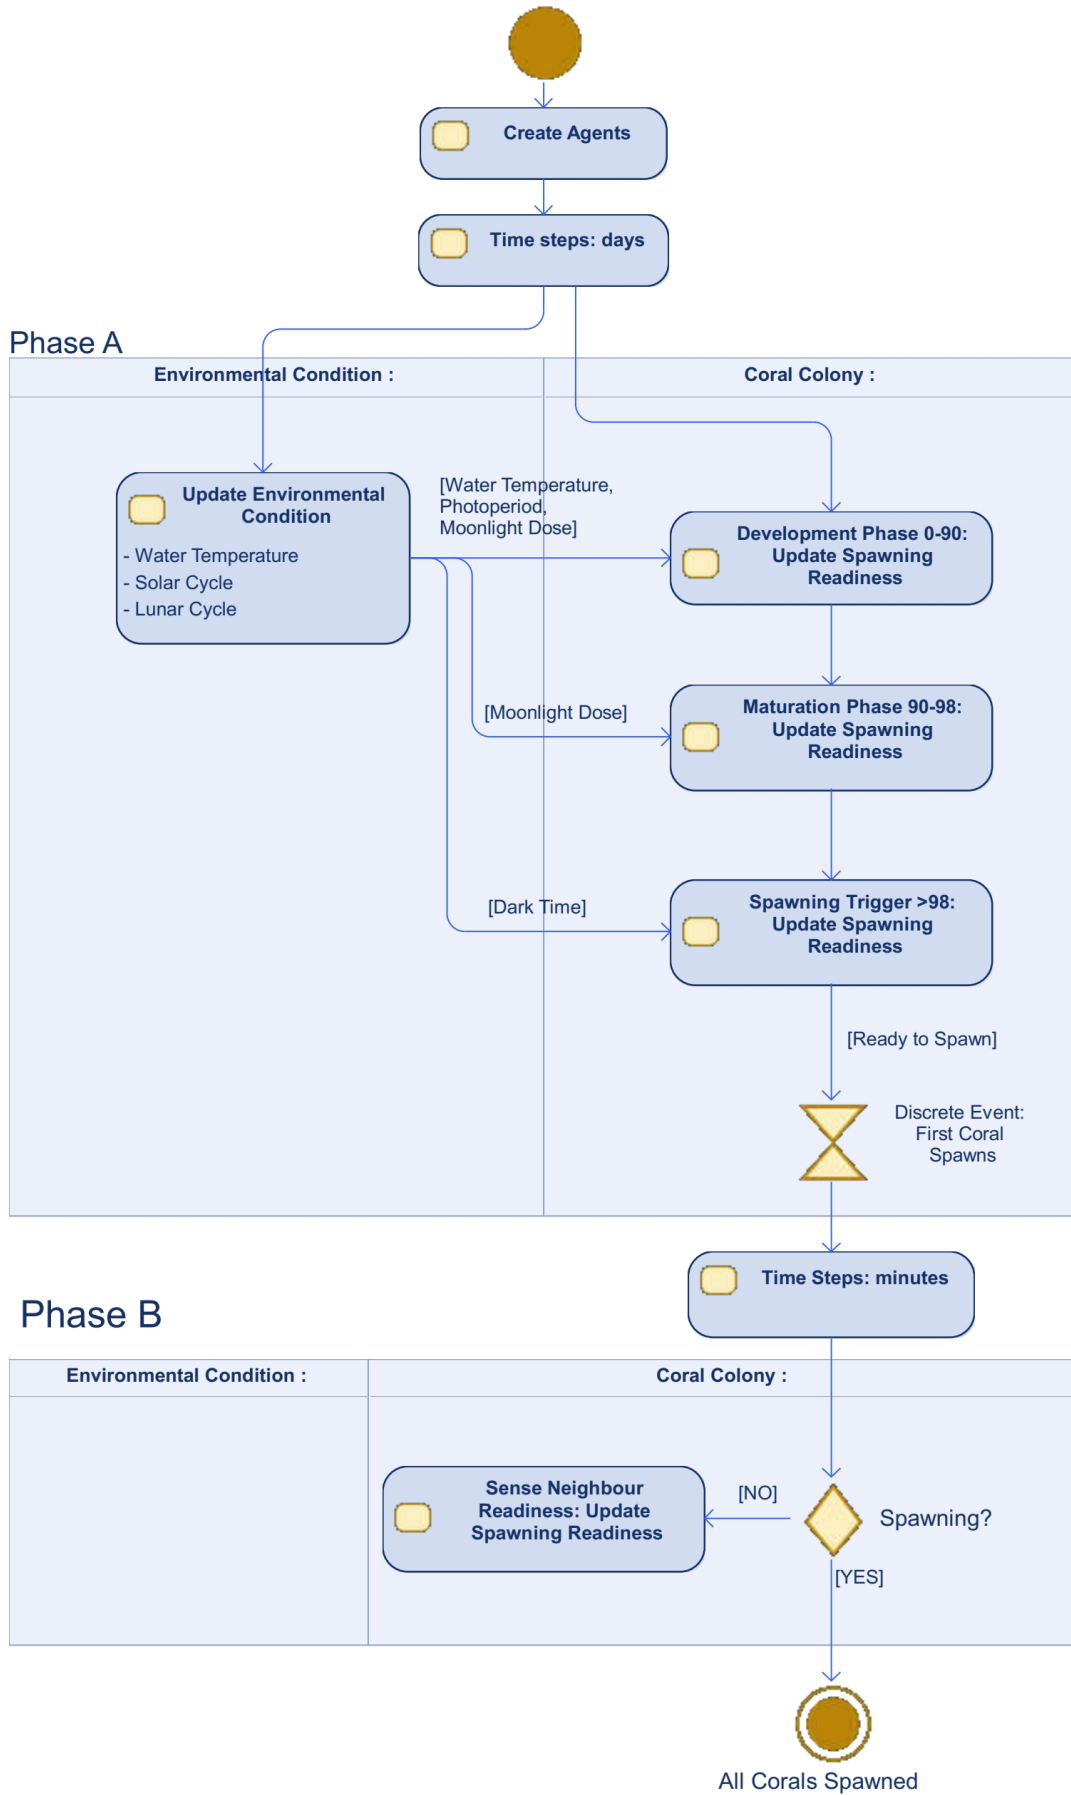 Create Agents
Time steps: days
Phase A
Environmental Condition :
Coral Colony :
Update Environmental
Condition
- Water Temperature
- Solar Cycle
- Lunar Cycle
[Water Temperature,
Photoperiod,
Moonlight Dose]
Development Phase 0-90:
Update Spawning
Readiness
[Moonlight Dose]
Maturation Phase 90-98:
Update Spawning
Readiness
[Dark Time]
Spawning Trigger >98:
Update Spawning
Readiness
[Ready to Spawn]
Discrete Event:
First Coral
Spawns
Time Steps: minutes
Phase B
Environmental Condition :
Coral Colony :
Sense Neighbour
Readiness: Update
Spawning Readiness
[NO]
Spawning?
[YES]
All Corals Spawned